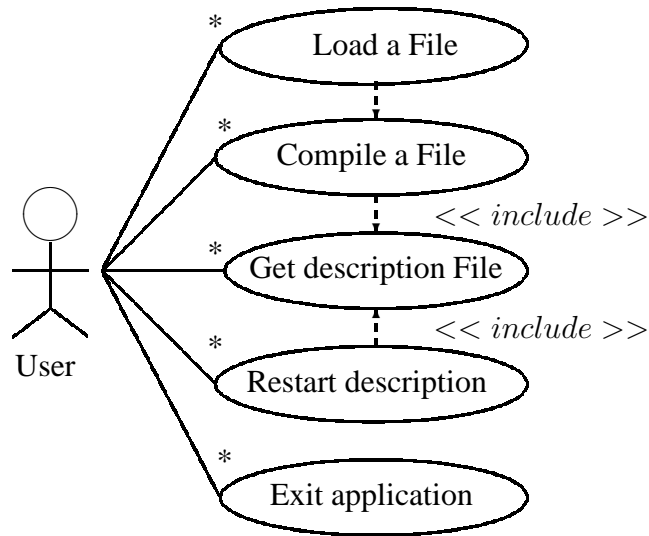 *
Load a File
*
Compile a File
<< include >>
*
Get description File
<< include >>
*
User
Restart description
*
Exit application